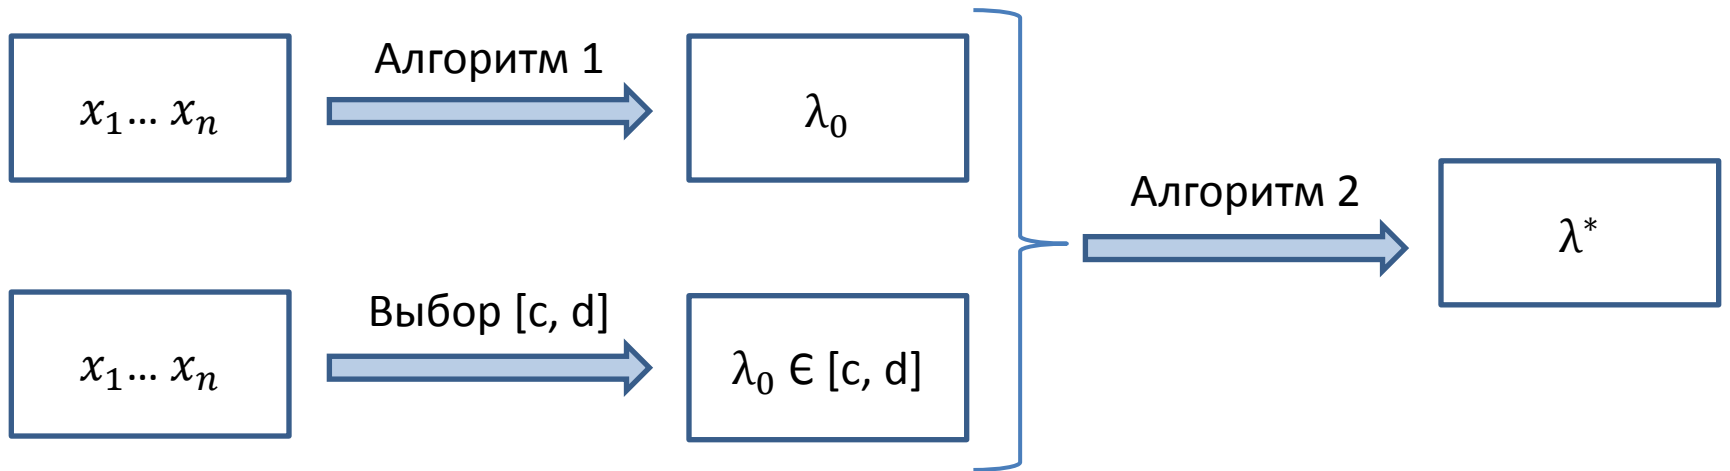 x₁... xₙ
Алгоритм 1
λ₀
Алгоритм 2
λ*
x₁... xₙ
Выбор [c, d]
λ₀ Є [c, d]